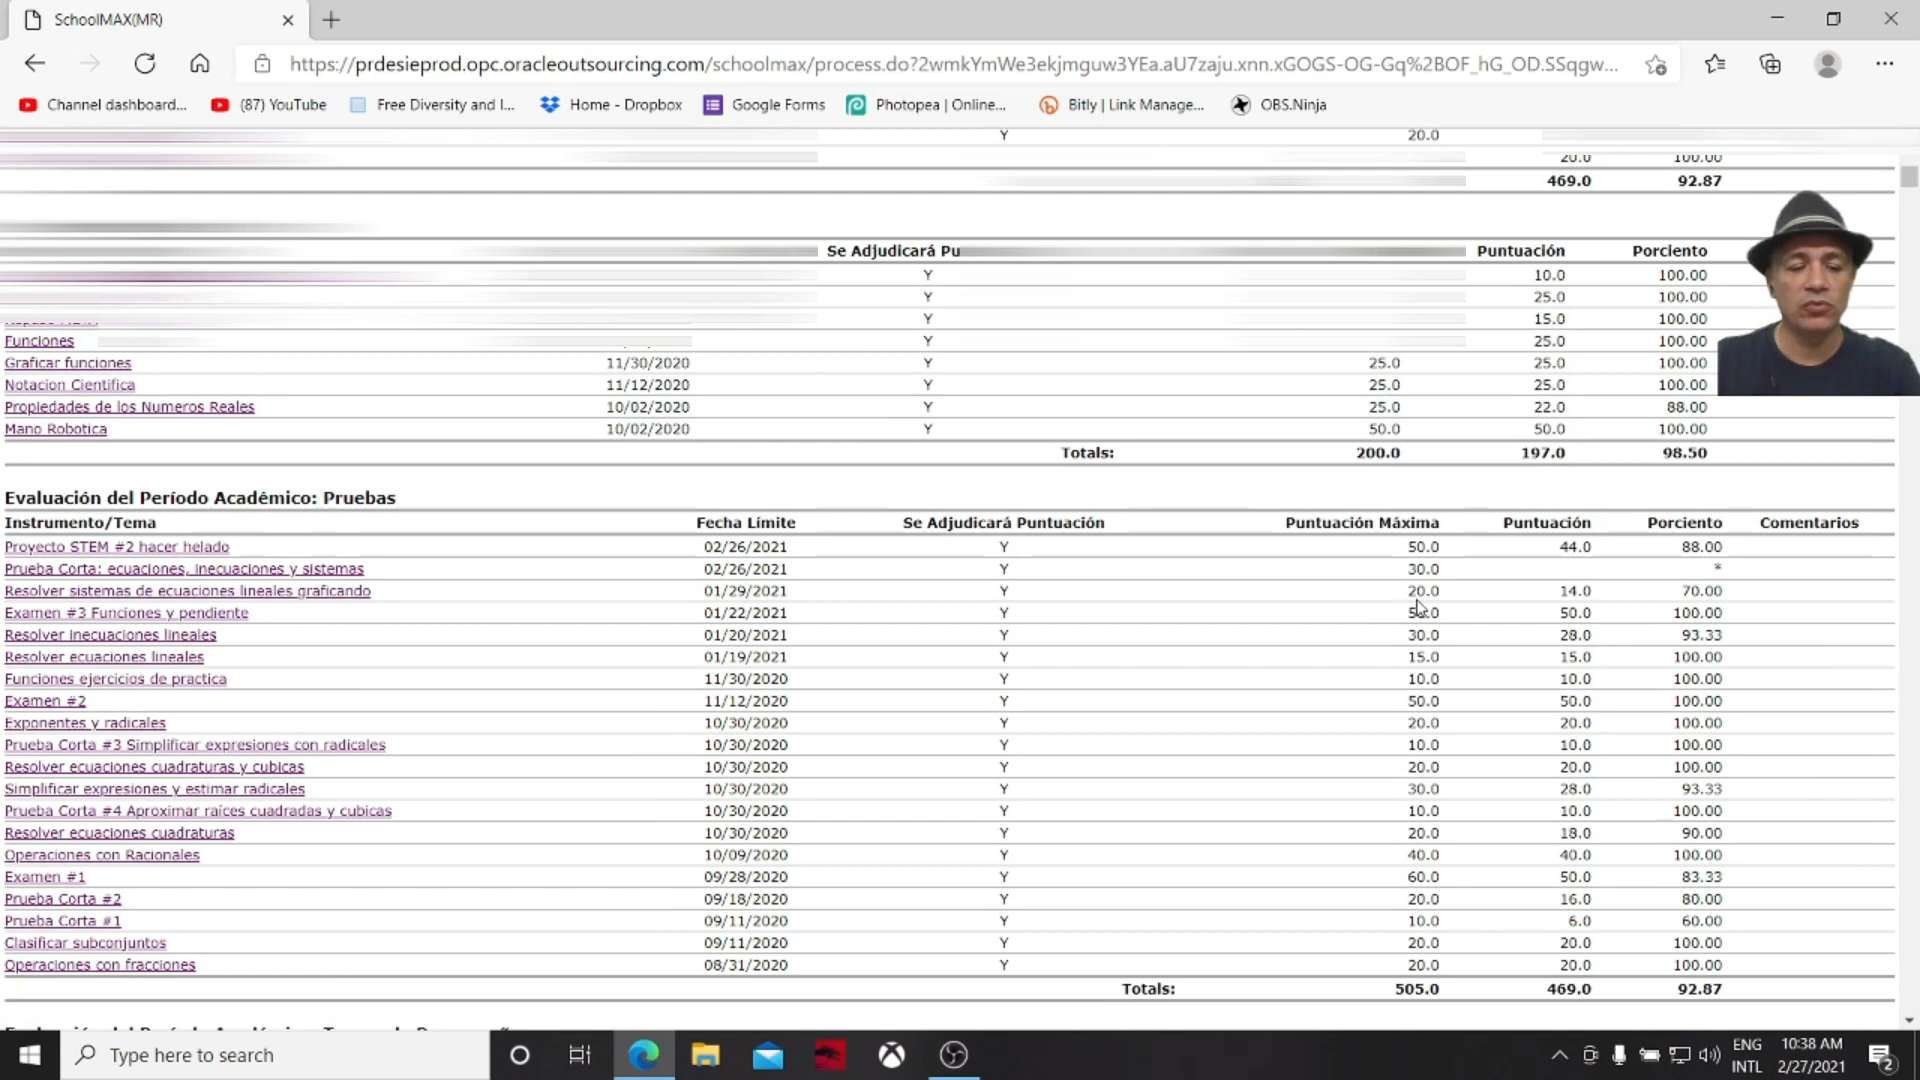 SchoolMAX(MR)
https://prdesieprod.opc.oracleoutsourcing.com/schoolmax/process.do?2wmkYmWe3ekjmguw3YEa.aU7zaju.xnn.xGOGS-OG-Gq%2BOF_hG_OD.SSqgw...
Channel dashboard... (87) YouTube Free Diversity and I... Home - Dropbox Google Forms Photopea | Online... Bitly | Link Manage... OBS.Ninja
Y 20.0
20.0 100.00
469.0 92.87
Se Adjudicará Pu Puntuación Porciento
Y 10.0 100.00
Y 25.0 100.00
Y 15.0 100.00
Funciones Y 25.0 100.00
Graficar funciones 11/30/2020 Y 25.0 25.0 100.00
Notacion Cientifica 11/12/2020 Y 25.0 25.0 100.00
Propiedades de los Numeros Reales 10/02/2020 Y 25.0 22.0 88.00
Mano Robotica 10/02/2020 Y 50.0 50.0 100.00
Totals: 200.0 197.0 98.50
Evaluación del Período Académico: Pruebas
Instrumento/Tema Fecha Límite Se Adjudicará Puntuación Puntuación Máxima Puntuación Porciento Comentarios
Proyecto STEM #2 hacer helado 02/26/2021 Y 50.0 44.0 88.00
Prueba Corta: ecuaciones, inecuaciones y sistemas 02/26/2021 Y 30.0 *
Resolver sistemas de ecuaciones lineales graficando 01/29/2021 Y 20.0 14.0 70.00
Examen #3 Funciones y pendiente 01/22/2021 Y 50.0 50.0 100.00
Resolver inecuaciones lineales 01/20/2021 Y 30.0 28.0 93.33
Resolver ecuaciones lineales 01/19/2021 Y 15.0 15.0 100.00
Funciones ejercicios de practica 11/30/2020 Y 10.0 10.0 100.00
Examen #2 11/12/2020 Y 50.0 50.0 100.00
Exponentes y radicales 10/30/2020 Y 20.0 20.0 100.00
Prueba Corta #3 Simplificar expresiones con radicales 10/30/2020 Y 10.0 10.0 100.00
Resolver ecuaciones cuadraturas y cubicas 10/30/2020 Y 20.0 20.0 100.00
Simplificar expresiones y estimar radicales 10/30/2020 Y 30.0 28.0 93.33
Prueba Corta #4 Aproximar raíces cuadradas y cubicas 10/30/2020 Y 10.0 10.0 100.00
Resolver ecuaciones cuadraturas 10/30/2020 Y 20.0 18.0 90.00
Operaciones con Racionales 10/09/2020 Y 40.0 40.0 100.00
Examen #1 09/28/2020 Y 60.0 50.0 83.33
Prueba Corta #2 09/18/2020 Y 20.0 16.0 80.00
Prueba Corta #1 09/11/2020 Y 10.0 6.0 60.00
Clasificar subconjuntos 09/11/2020 Y 20.0 20.0 100.00
Operaciones con fracciones 08/31/2020 Y 20.0 20.0 100.00
Totals: 505.0 469.0 92.87
Type here to search ENG 10:38 AM
INTL 2/27/2021 2